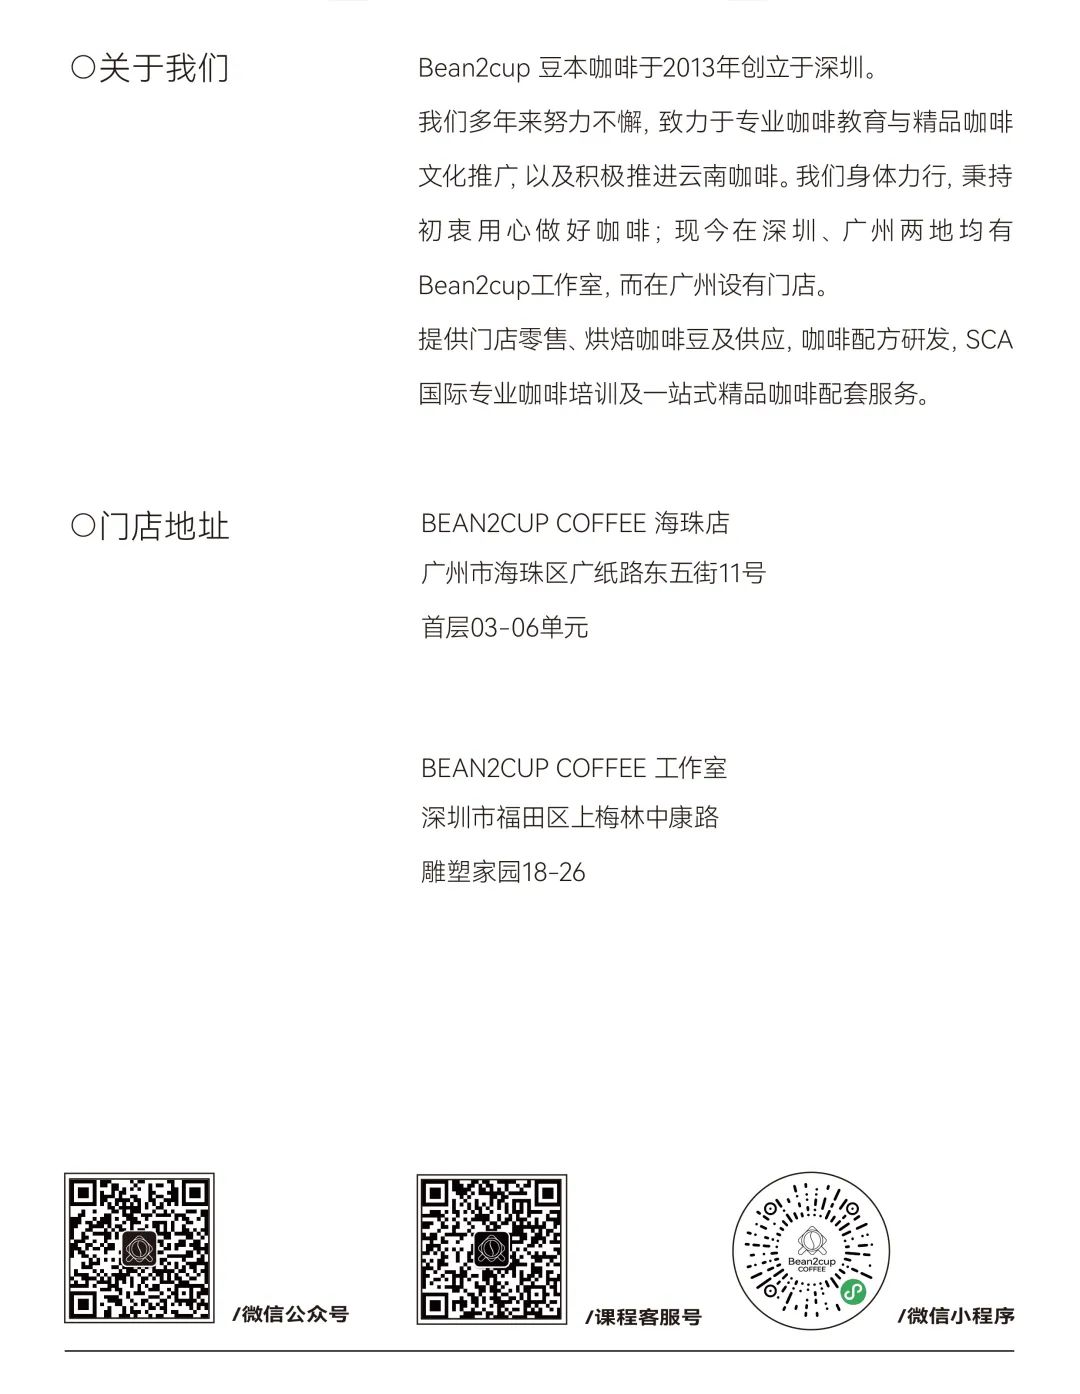 〇关于我们
Bean2cup 豆本咖啡于2013年创立于深圳。
我们多年来努力不懈, 致力于专业咖啡教育与精品咖啡
文化推广, 以及积极推进云南咖啡。我们身体力行, 秉持
初衷用心做好咖啡; 现今在深圳、广州两地均有
Bean2cup工作室, 而在广州设有门店。
提供门店零售、烘焙咖啡豆及供应, 咖啡配方研发, SCA
国际专业咖啡培训及一站式精品咖啡配套服务。
〇门店地址
BEAN2CUP COFFEE 海珠店
广州市海珠区广纸路东五街11号
首层03-06单元
BEAN2CUP COFFEE 工作室
深圳市福田区上梅林中康路
雕塑家园18-26
/微信公众号
/课程客服号
Bean2cup
COFFEE
/微信小程序